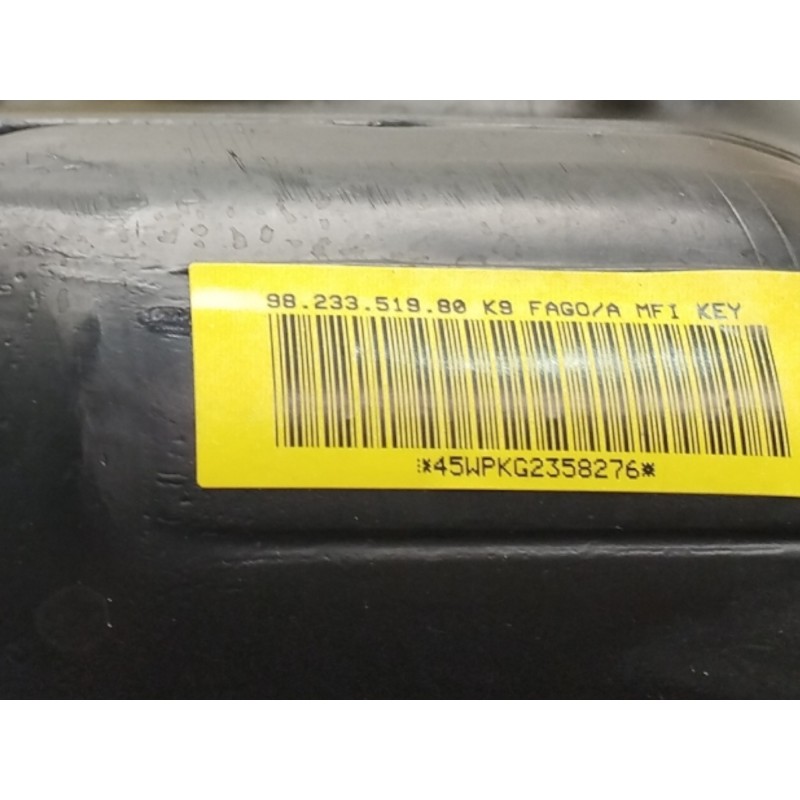 98.233.519.80 K9 FAGO/A MFI KEY
*45WPKG2358276*